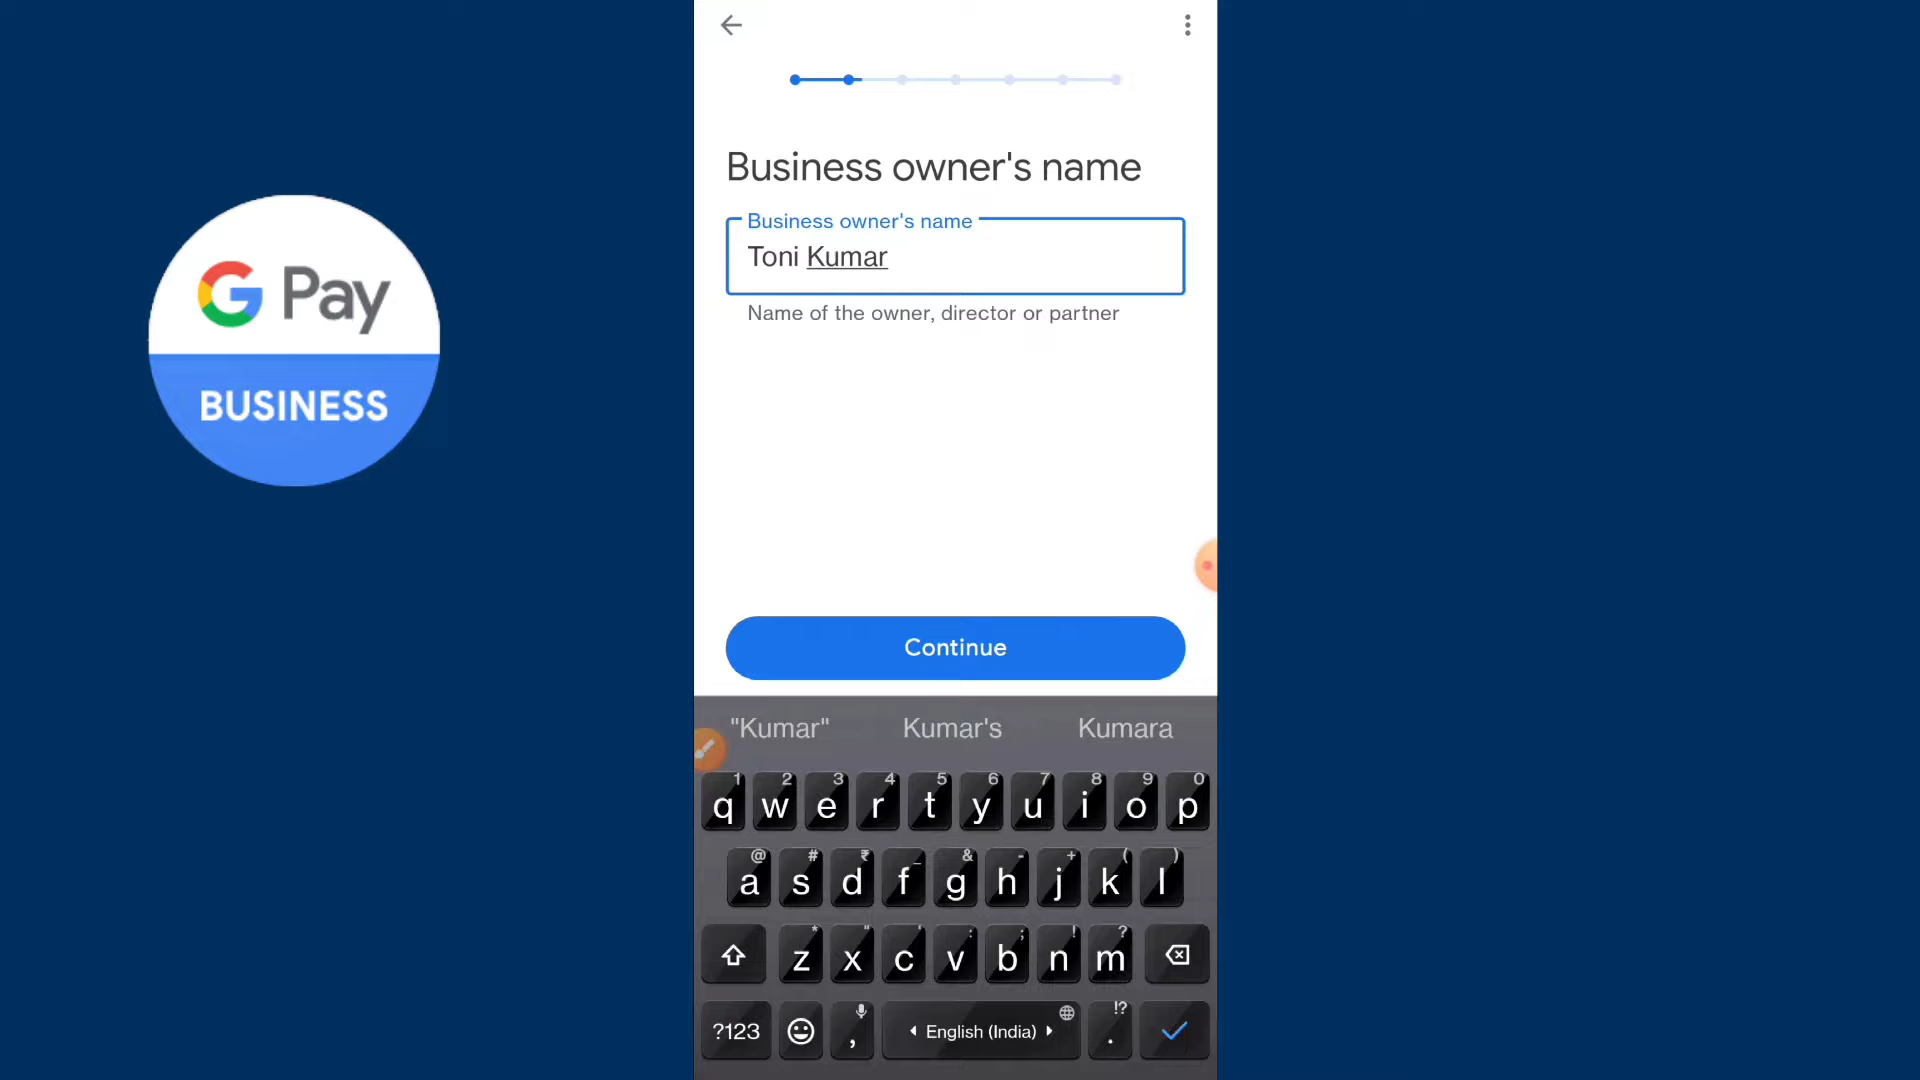 G Pay
BUSINESS
Business owner's name
Business owner's name
Toni Kumar
Name of the owner, director or partner
Continue
"Kumar" Kumar's Kumara
1 2 3 4 5 6 7 8 9 0
q w e r t y u i o p
@ # ₹ _ & - + ( )
a s d f g h j k l
* " ' : ; ! ?
z x c v b n m
!?
?123 , English (India) .